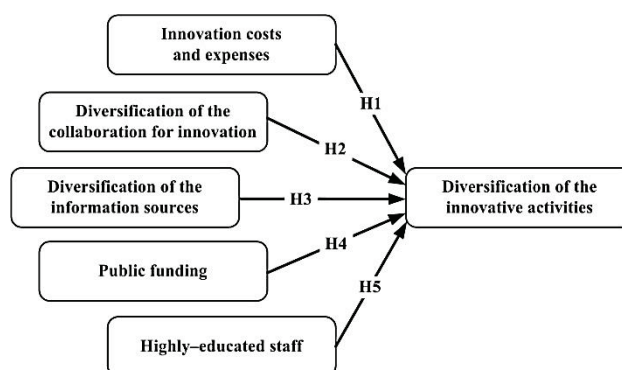 Innovation costs
and expenses
H1
Diversification of the
collaboration for innovation
H2
Diversification of the
information sources
H3
Diversification of the
innovative activities
Public funding
H4
Highly–educated staff
H5